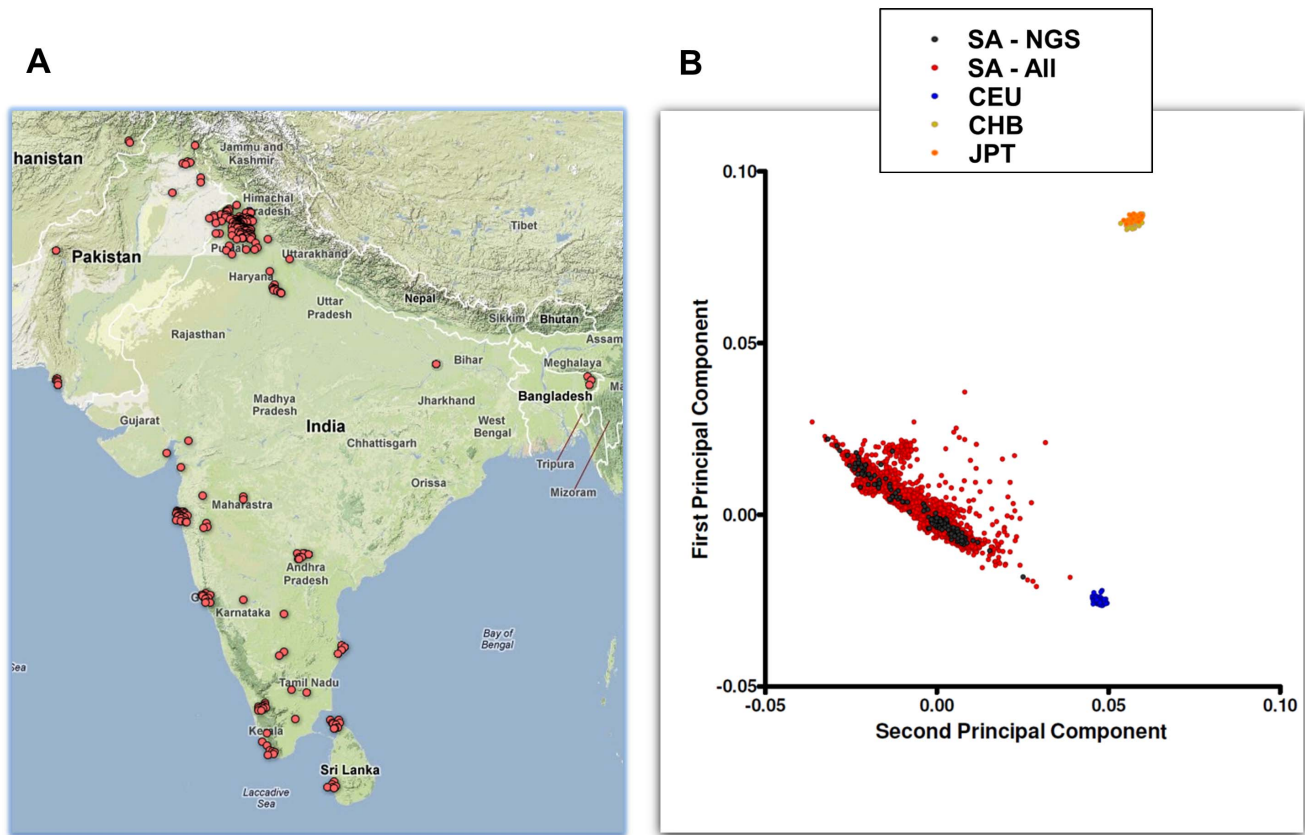 A
hanistan
Jammu and
Kashmir
Himachal
Pradesh
Tibet
Pakistan
Uttarakhand
Haryana
Nepal
Uttar
Pradesh
Sikkim
Bhutan
Rajasthan
Assam
Bihar
Meghalaya
Ma
Bangladesh
Madhya
Pradesh
Jharkhand
Gujarat
India
West
Bengal
Chhattisgarh
Tripura
Orissa
Mizoram
Maharastra
Andhra
Pradesh
G
Karnataka
Bay of
Bengal
Sea
Tamil Nadu
Kerala
Sri Lanka
Laccadive
Sea
B
SA - NGS
SA - All
CEU
CHB
JPT
0.10
0.05
0.00
-0.05
First Principal Component
-0.05
0.00
0.05
0.10
Second Principal Component